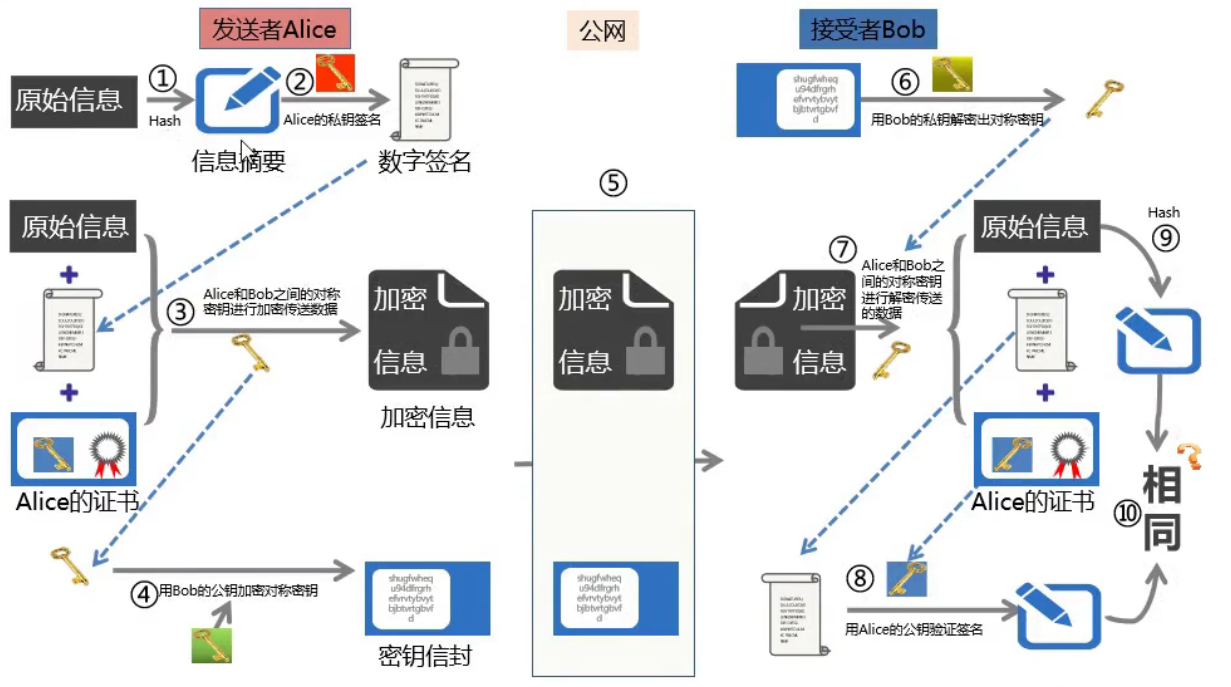 发送者Alice
公网
接受者Bob
原始信息
①
Hash
信息摘要
②
Alice的私钥签名
数字签名
原始信息
Alice的证书
③
Alice和Bob之间的对称
密钥进行加密传送数据
加密
信息
加密信息
④
用Bob的公钥加密对称密钥
shugfwheq
u94dfrgrh
efvrvtybvyt
bjbtvrtgbvf
d
密钥信封
⑤
加密
信息
shugfwheq
u94dfrgrh
efvrvtybvyt
bjbtvrtgbvf
d
shugfwheq
u94dfrgrh
efvrvtybvyt
bjbtvrtgbvf
d
⑥
用Bob的私钥解密出对称密钥
加密
信息
⑦
Alice和Bob之
间的对称密钥
进行解密传送
的数据
原始信息
Alice的证书
⑧
用Alice的公钥验证签名
Hash
⑨
⑩
相
同